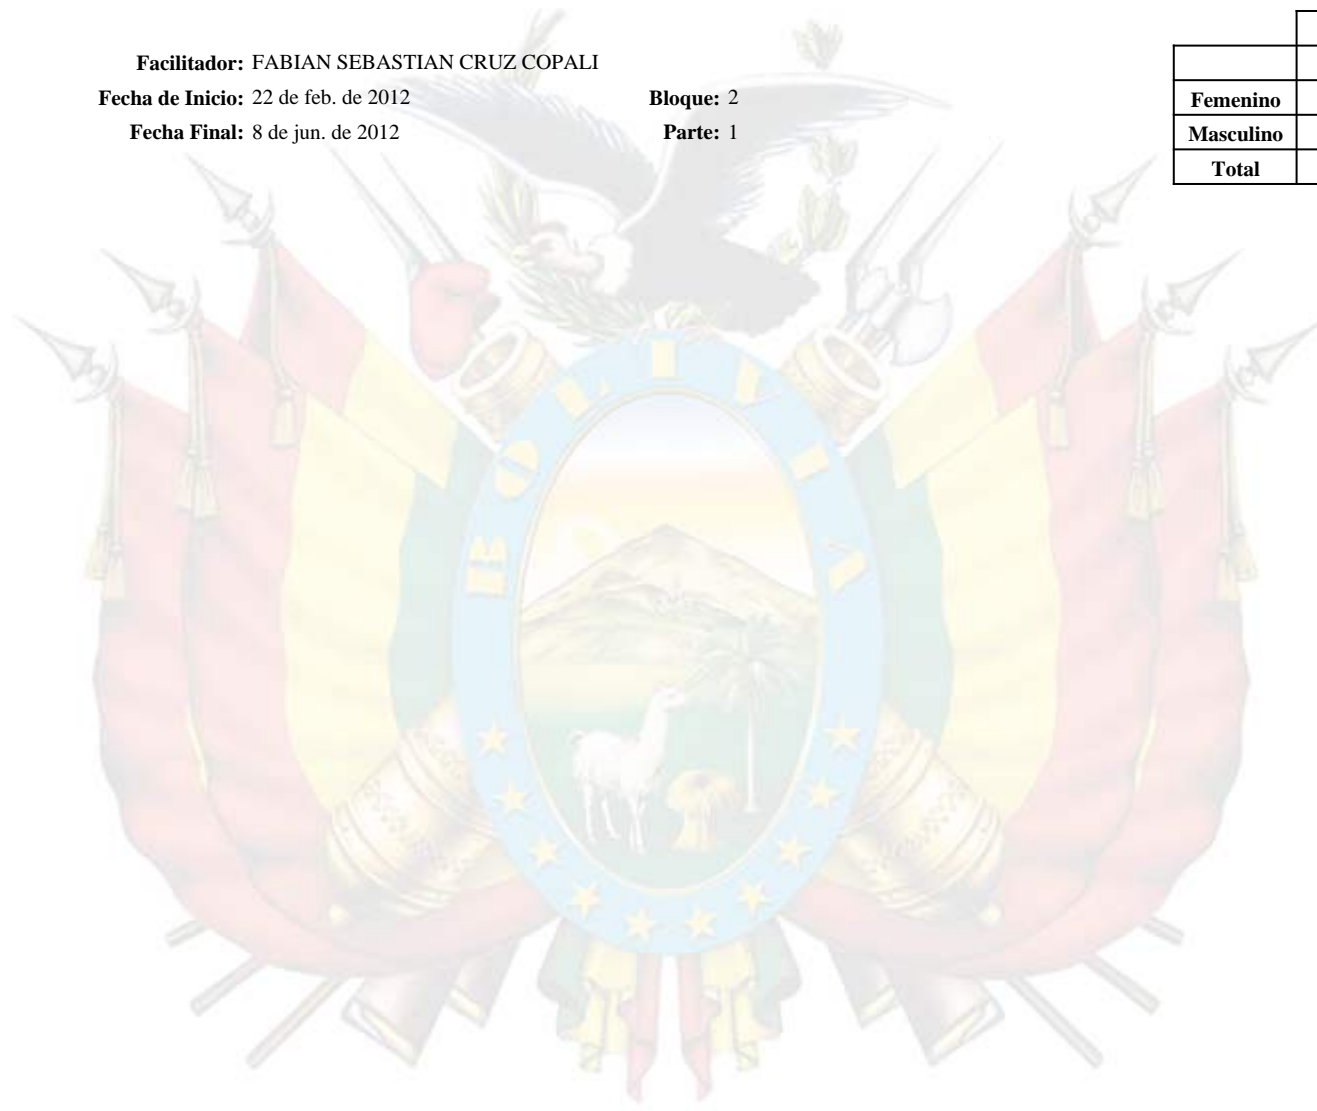 Facilitador: FABIAN SEBASTIAN CRUZ COPALI
Fecha de Inicio: 22 de feb. de 2012 Bloque: 2
Fecha Final: 8 de jun. de 2012 Parte: 1
Femenino
Masculino
Total
BOLIVIA